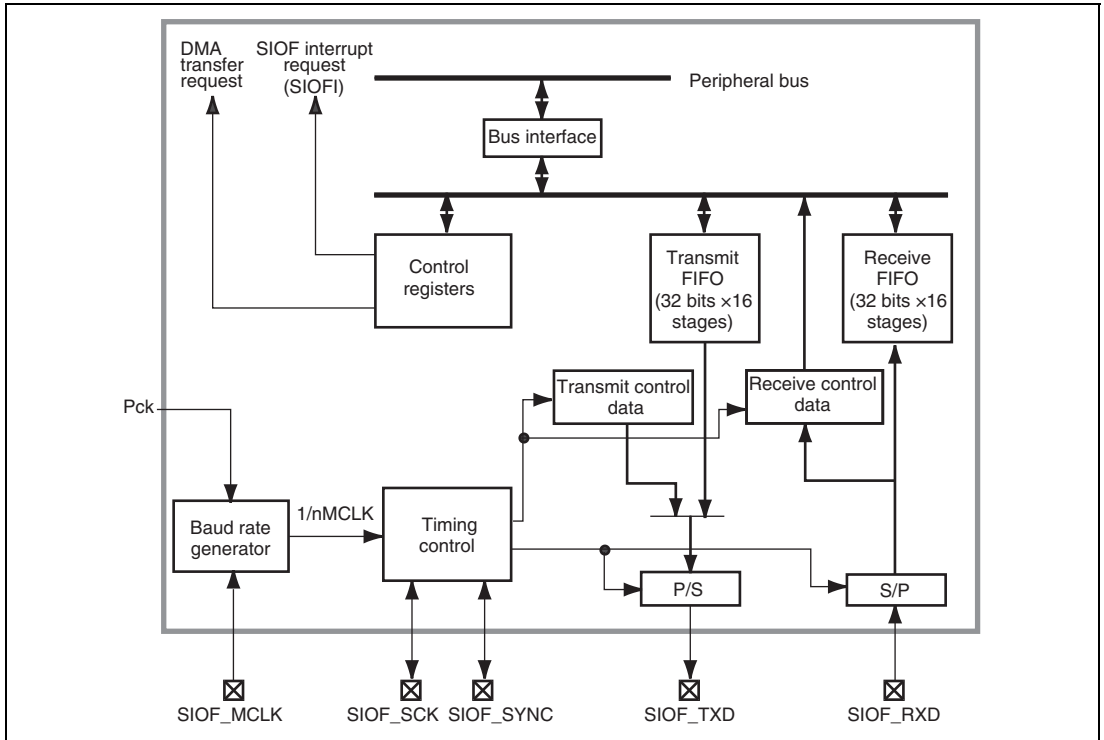 DMA
transfer
request
SIOF interrupt
request
(SIOFI)
Peripheral bus
Bus interface
Control
registers
Transmit
FIFO
(32 bits ×16
stages)
Receive
FIFO
(32 bits ×16
stages)
Transmit control
data
Receive control
data
Pck
Baud rate
generator
1/nMCLK
Timing
control
P/S
S/P
SIOF_MCLK
SIOF_SCK
SIOF_SYNC
SIOF_TXD
SIOF_RXD